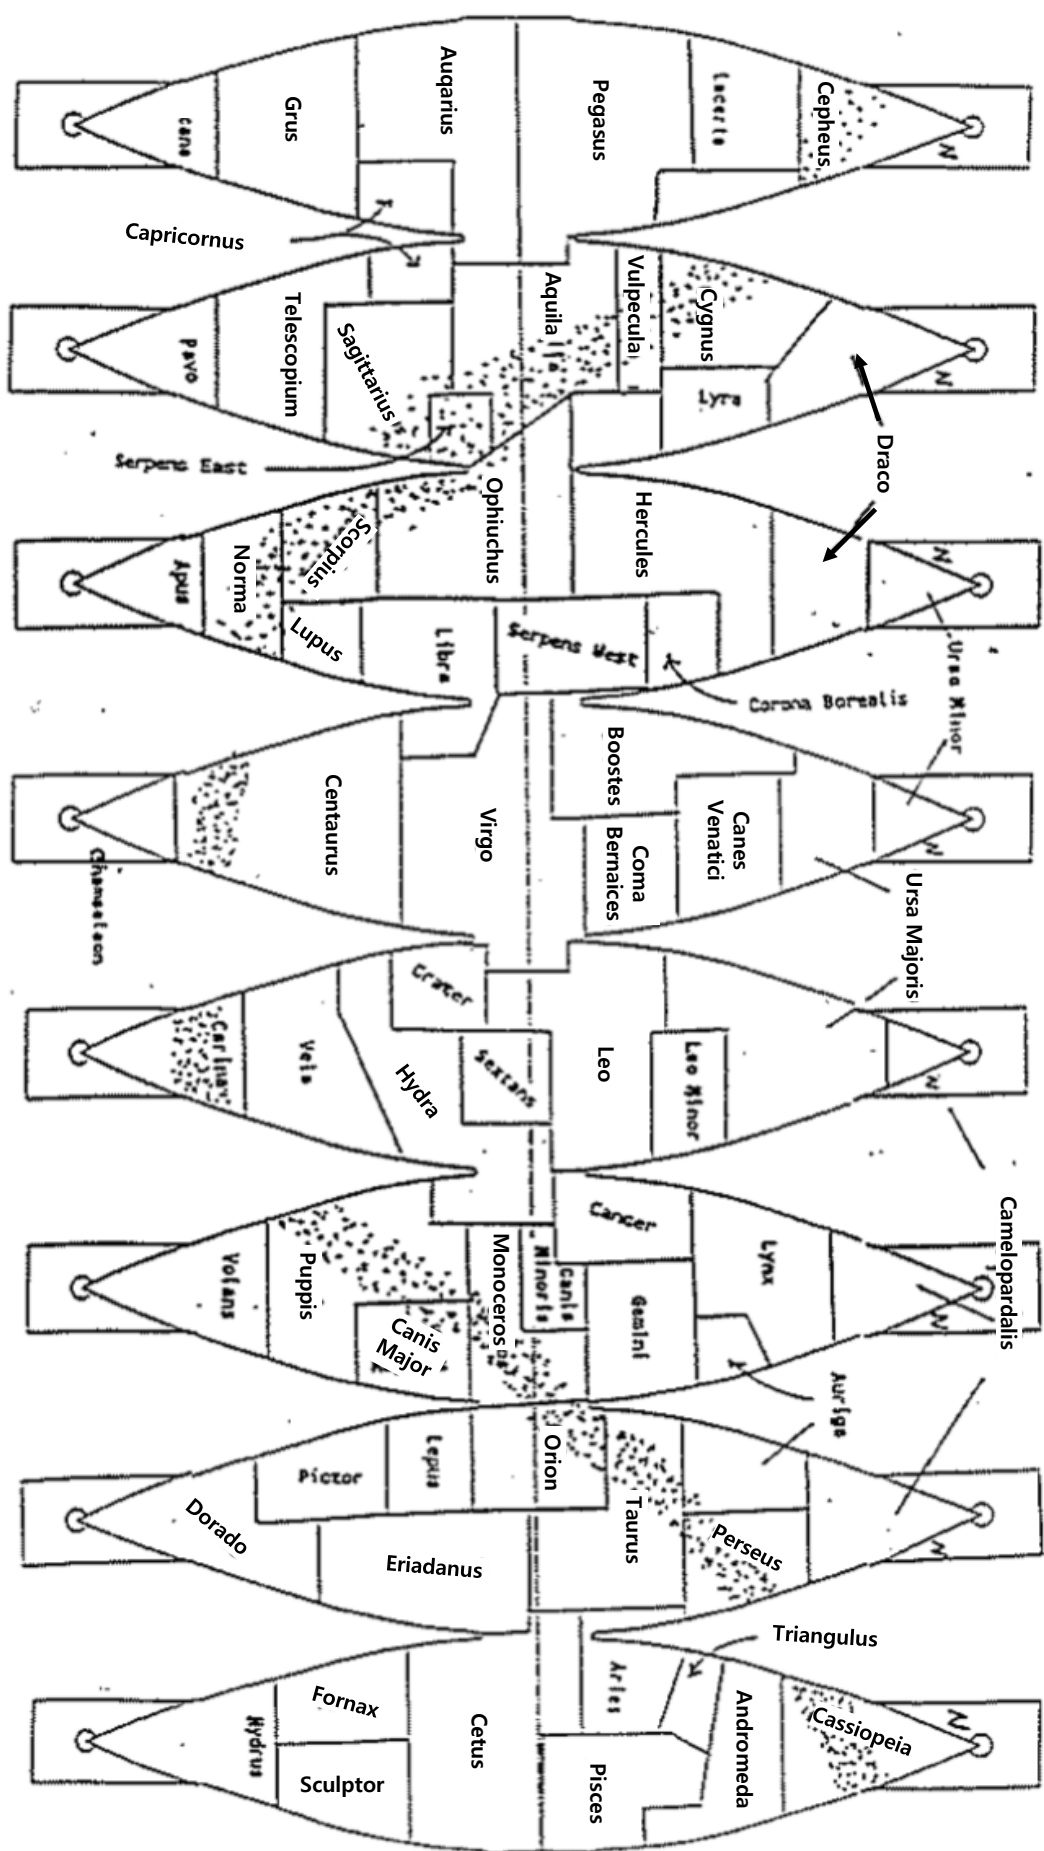 Auqarius
Pegasus
Lacerta
Cepheus
Grus
N
Capricornus
Telescopium
Pavo
Sagittarius
Aquila
Vulpecula
Cygnus
Lyra
N
Draco
Serpens East
Ophiuchus
Hercules
Scorpius
Norma
Apus
Lupus
Libra
Serpens West
Corona Borealis
N
Ursa Minor
Boostes
Centaurus
Virgo
Coma
Bernaices
Canes
Venatici
N
Chamaeleon
Ursa Majoris
Crater
Carina
Vela
Hydra
Sextans
Leo
Leo Minor
N
Cancer
Camelopardalis
Volans
Puppis
Monoceros
Canis
Minoris
Gemini
Lynx
N
Canis
Major
Auriga
Orion
Lepus
Pictor
Dorado
Eriadanus
Taurus
Perseus
N
Triangulus
Aries
Fornax
Hydrus
Sculptor
Cetus
Pisces
Andromeda
Cassiopeia
N